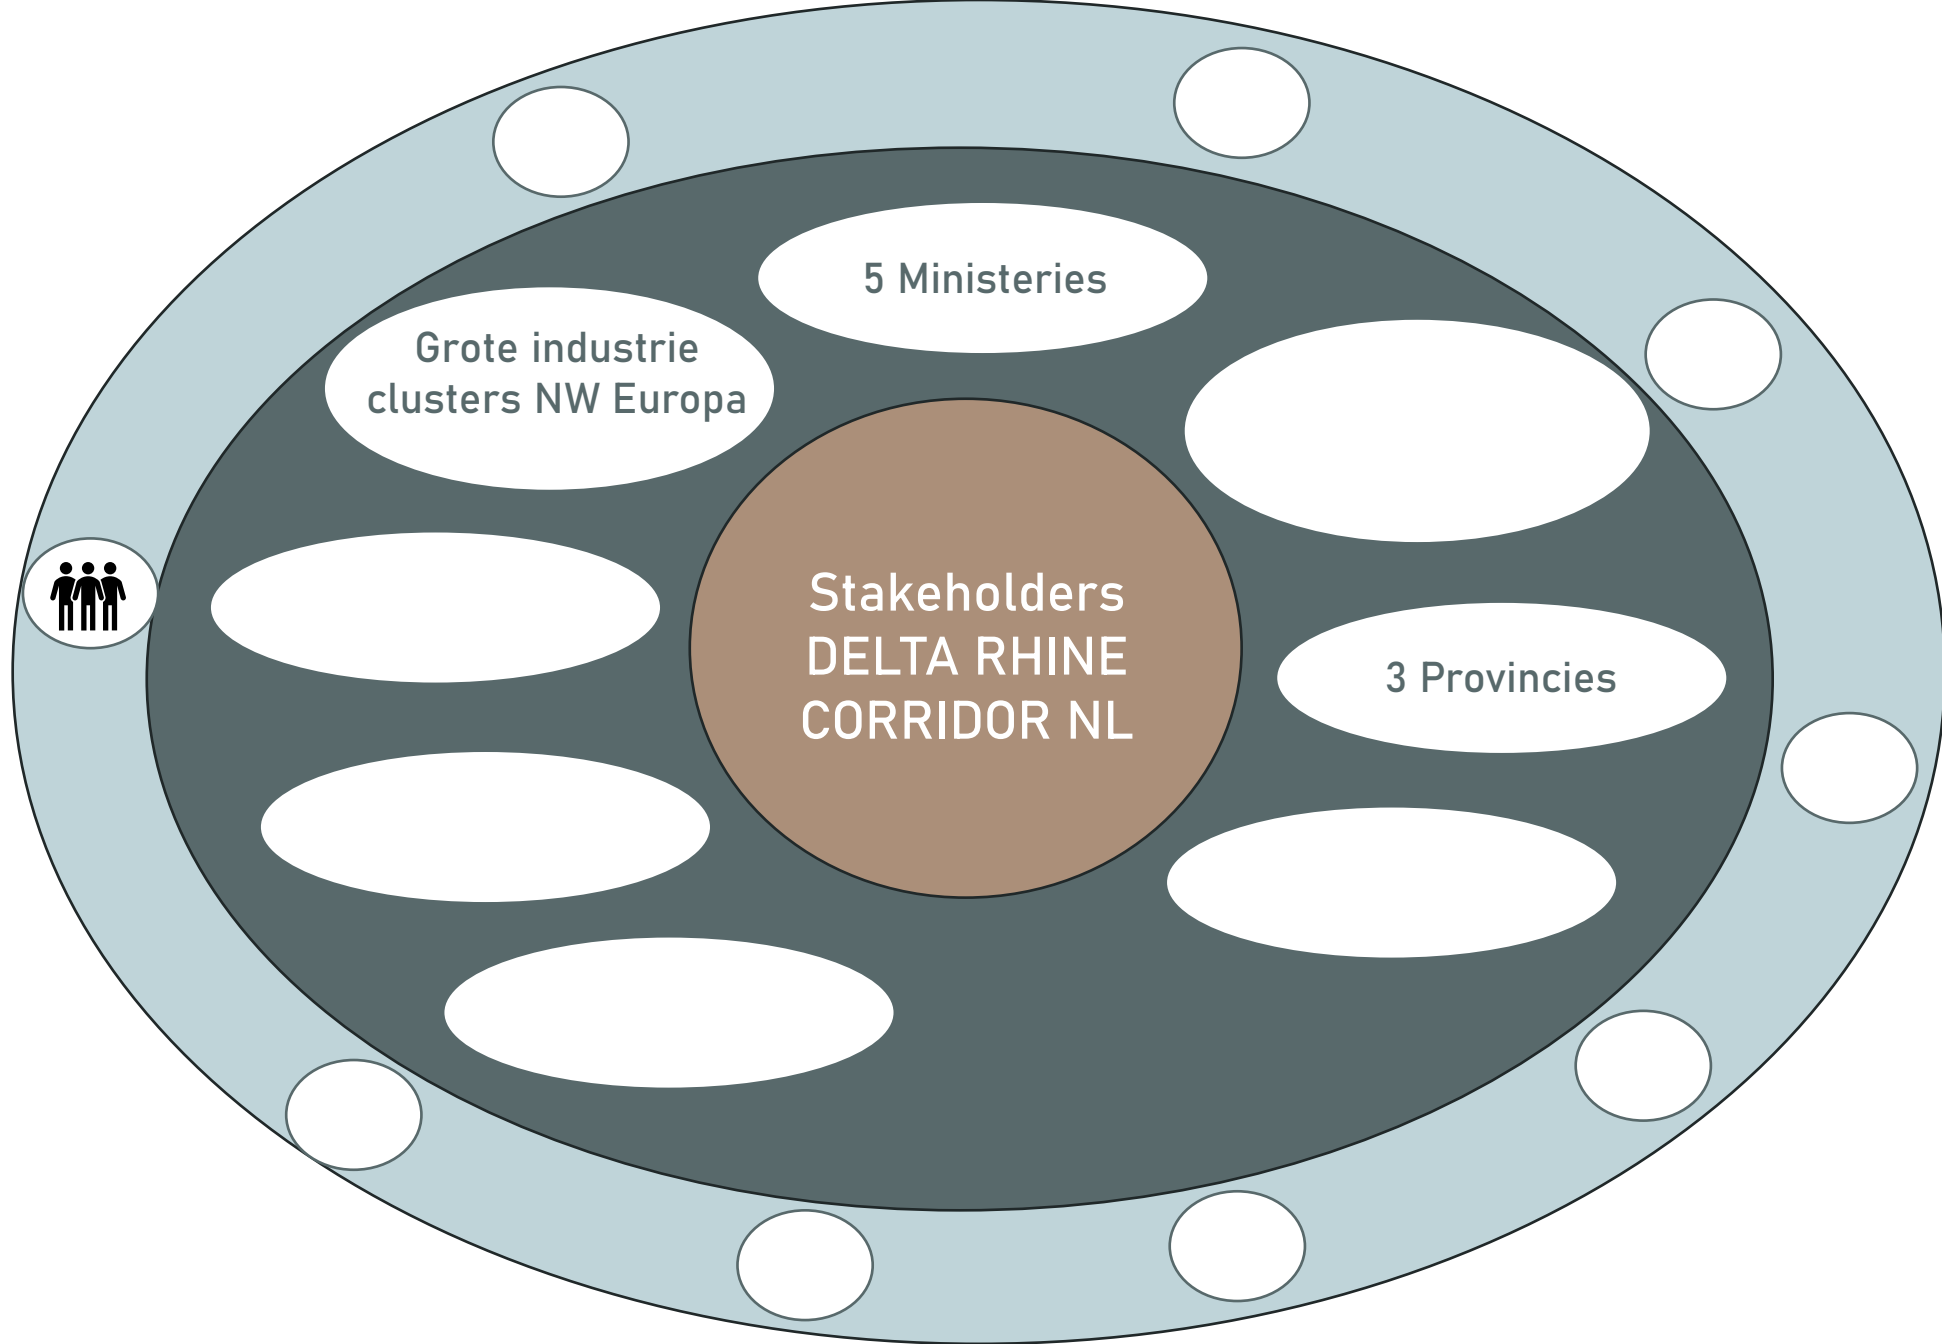 5 Ministeries
Grote industrie
clusters NW Europa
Stakeholders
DELTA RHINE
CORRIDOR NL
3 Provincies